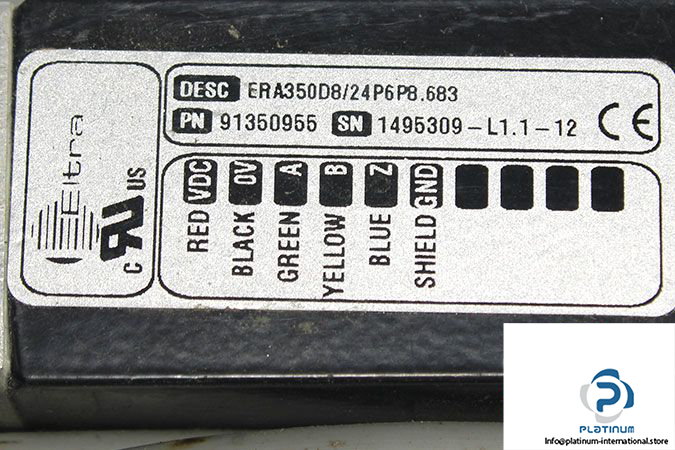 Eltra
C UR US
DESC ERA350D8/24P6P8.683
PN 91350955 SN 1495309-L1.1-12 CE
RED VDC
BLACK 0V
GREEN A
YELLOW B
BLUE Z
SHIELD GND
PLATINUM
info@platinum-international.store